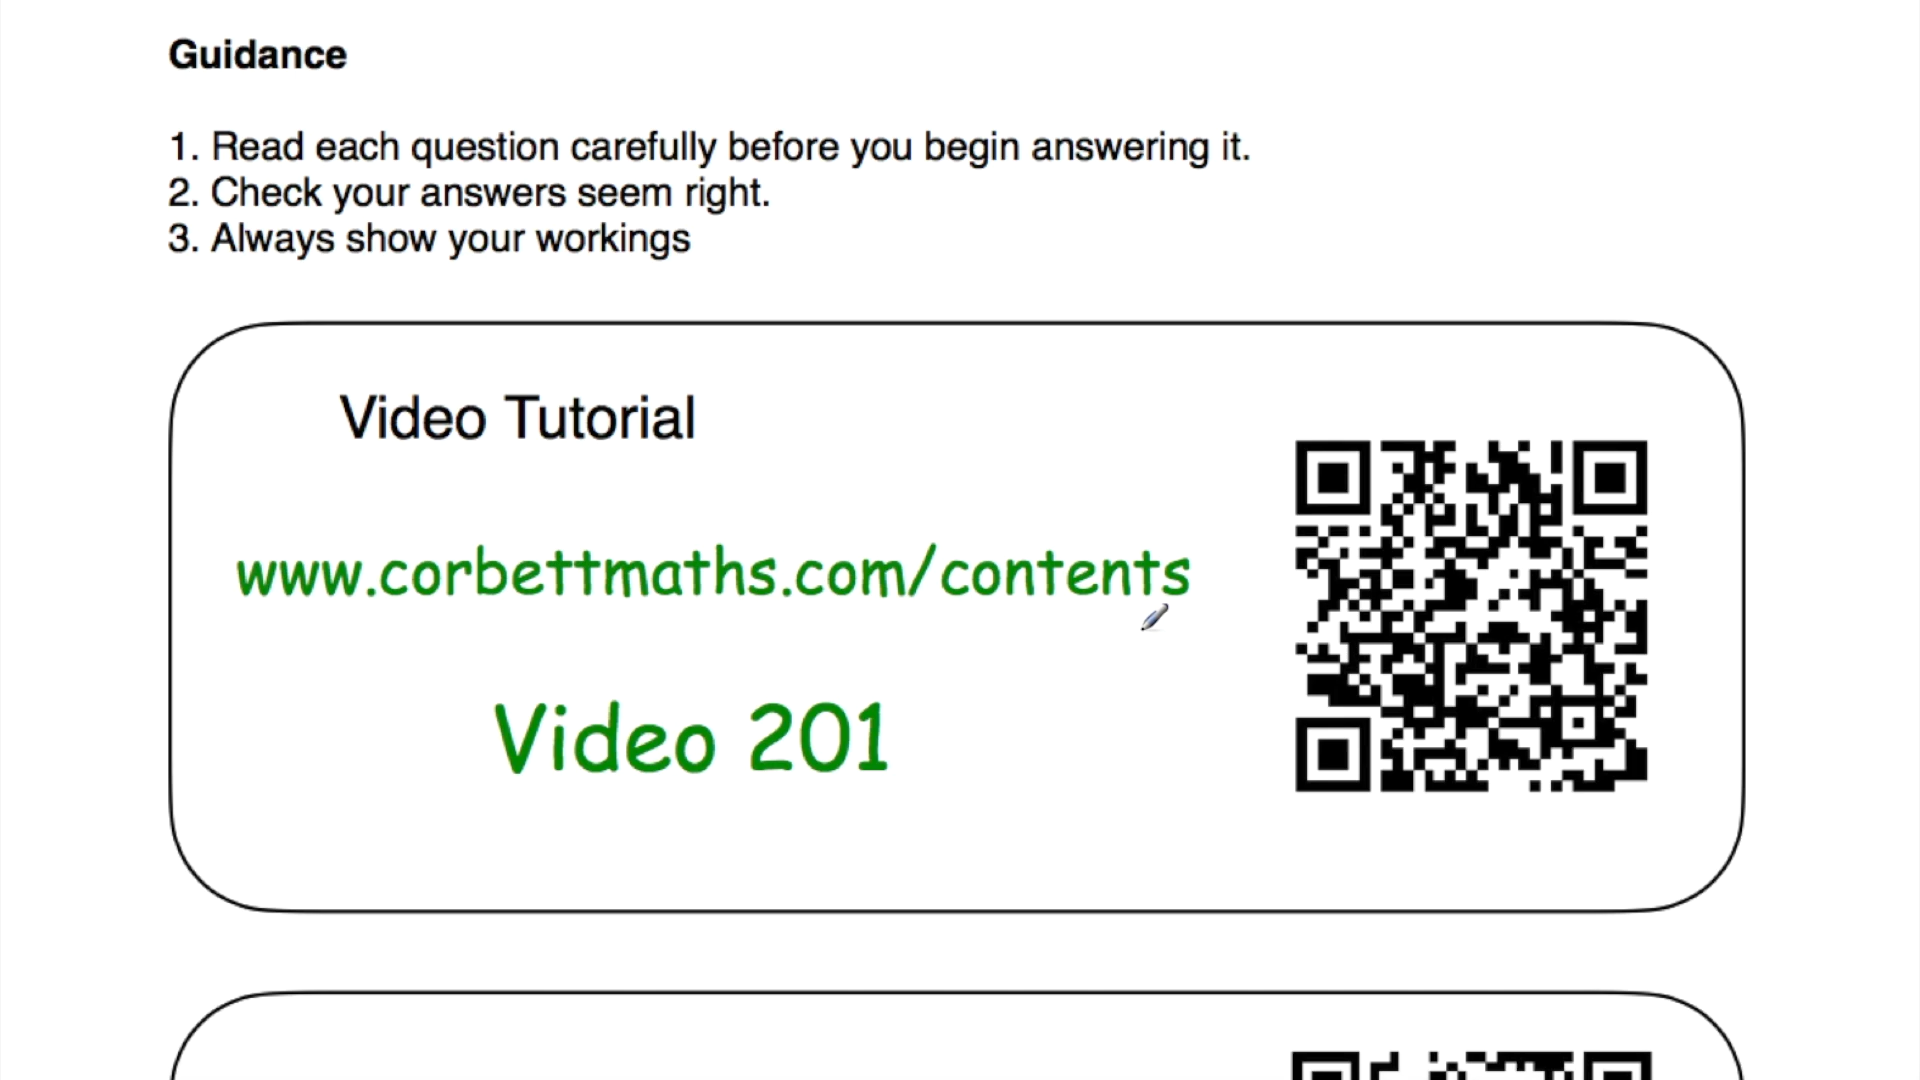 Guidance
1. Read each question carefully before you begin answering it.
2. Check your answers seem right.
3. Always show your workings
Video Tutorial
www.corbettmaths.com/contents
Video 201